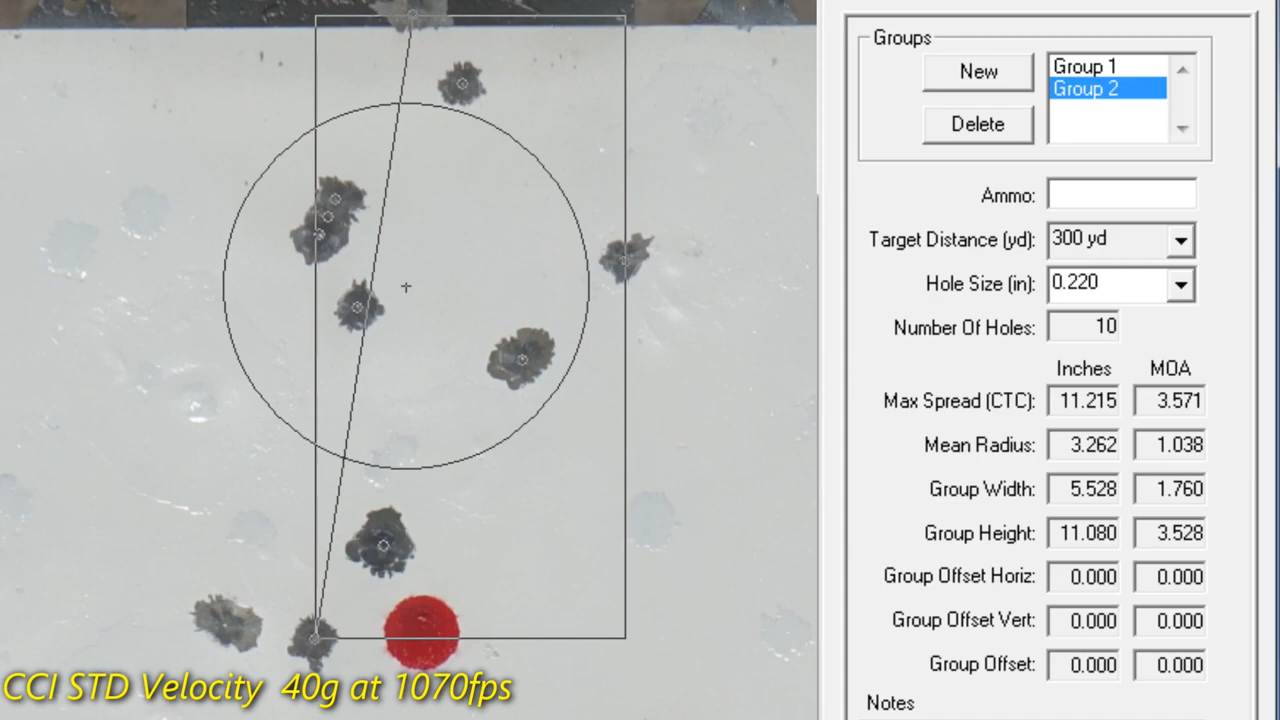 Groups
New
Group 1
Group 2
Delete
Ammo:
Target Distance (yd): 300 yd
Hole Size (in): 0.220
Number Of Holes: 10
Inches MOA
Max Spread (CTC): 11.215 3.571
Mean Radius: 3.262 1.038
Group Width: 5.528 1.760
Group Height: 11.080 3.528
Group Offset Horiz: 0.000 0.000
Group Offset Vert: 0.000 0.000
Group Offset: 0.000 0.000
Notes
CCI STD Velocity 40g at 1070fps